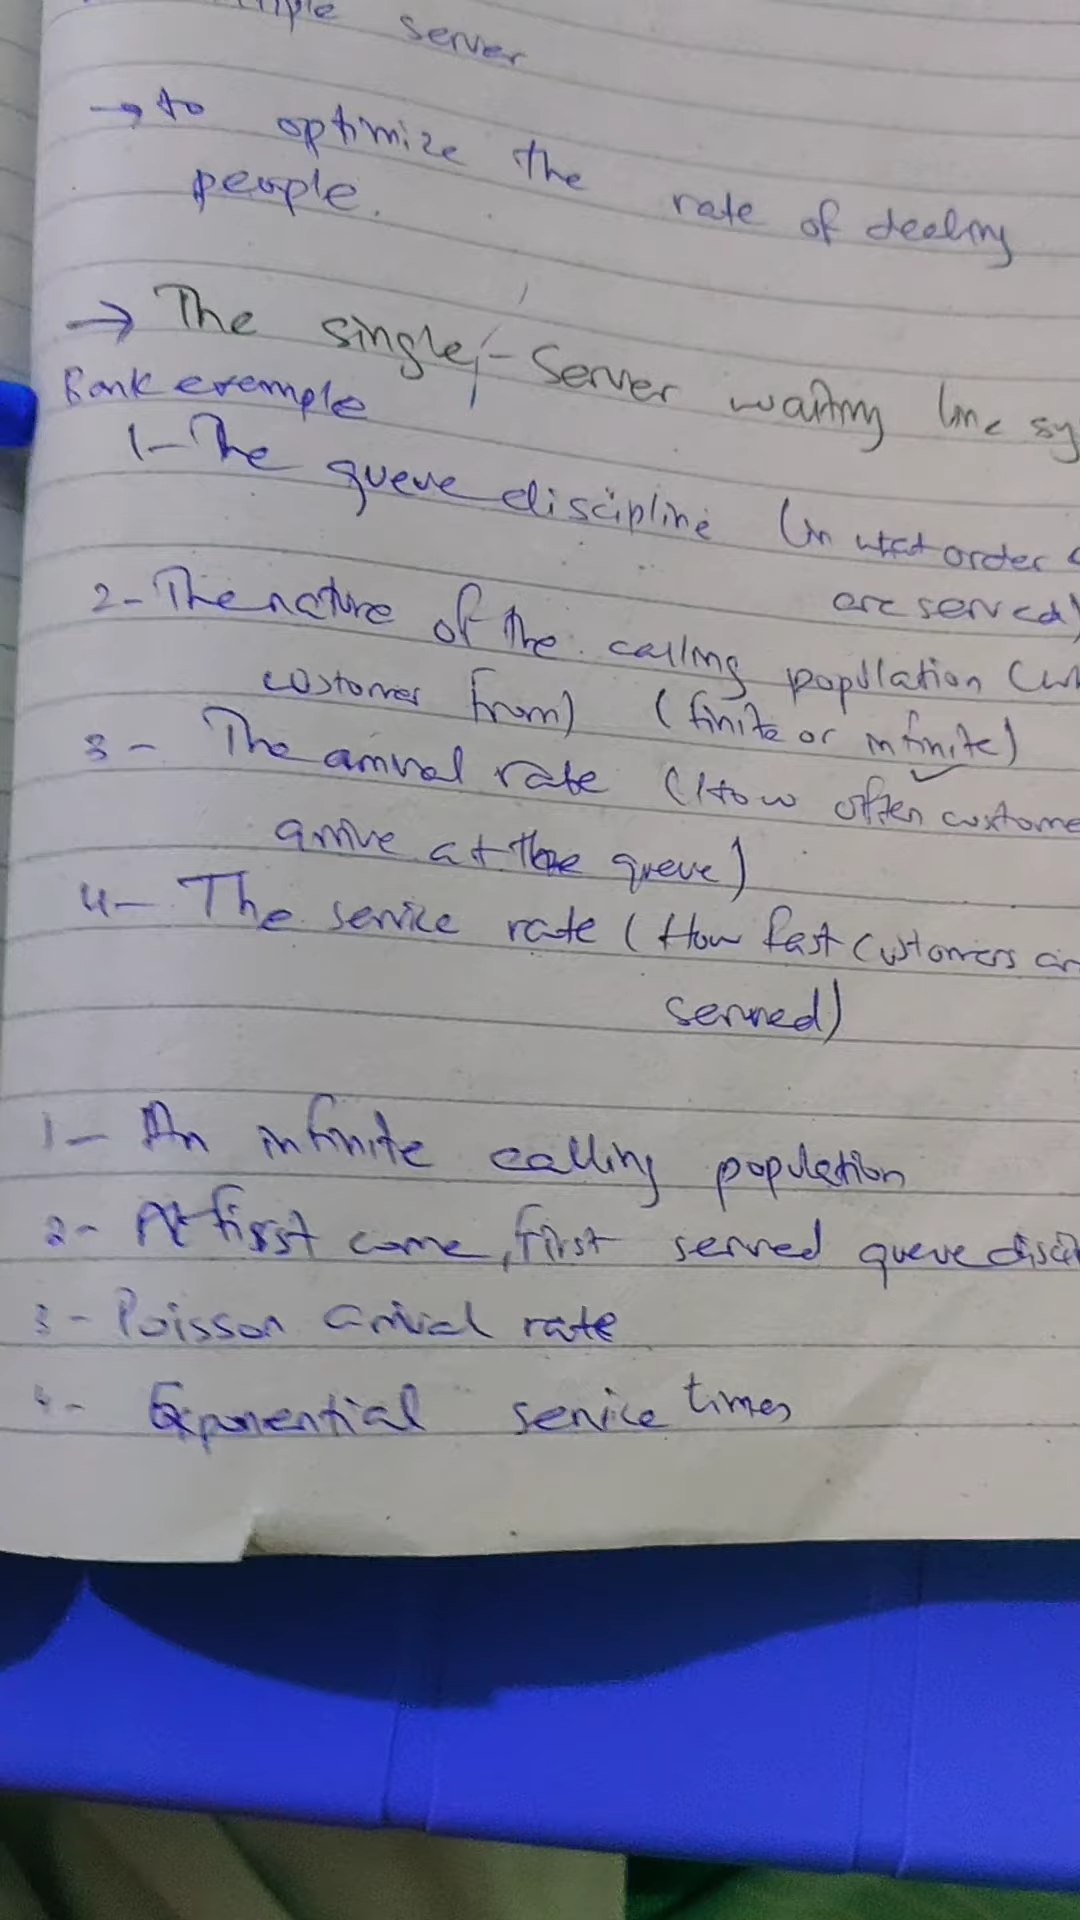 server
→ to optimize the rate of dealing
people.
→ The single-Server waiting line sy
Bank example
1- The queue discipline (in what order
are served)
2- The nature of the calling population (wh
customer from) (finite or infinite)
3- The arrival rate (How often custome
arrive at the queue)
4- The service rate (How fast customers ar
served)
1- An infinite calling population
2- A first come, first served queue disci
3- Poisson arrival rate
4- Exponential service times